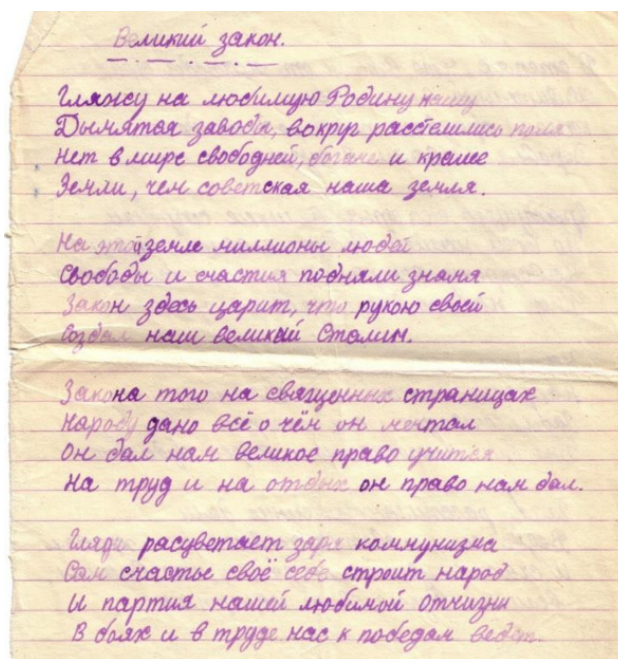 Великий закон.
Гляжу на любимую Родину нашу
Дымятся заводы, вокруг расстелились поля
Нет в мире свободней, богаче и краше
Земли, чем советская наша земля.
На этой земле миллионы людей
Свободы и счастия подняли знамя
Закон здесь царит, что рукою своей
Создал наш великий Сталин.
Закона того на священных страницах
Народу дано всё о чём он мечтал
Он дал нам великое право учится
На труд и на отдых он право нам дал.
Гляди расцветает заря коммунизма
Сам счастье своё себе строит народ
И партия нашей любимой отчизны
В боях и в труде нас к победам ведёт.